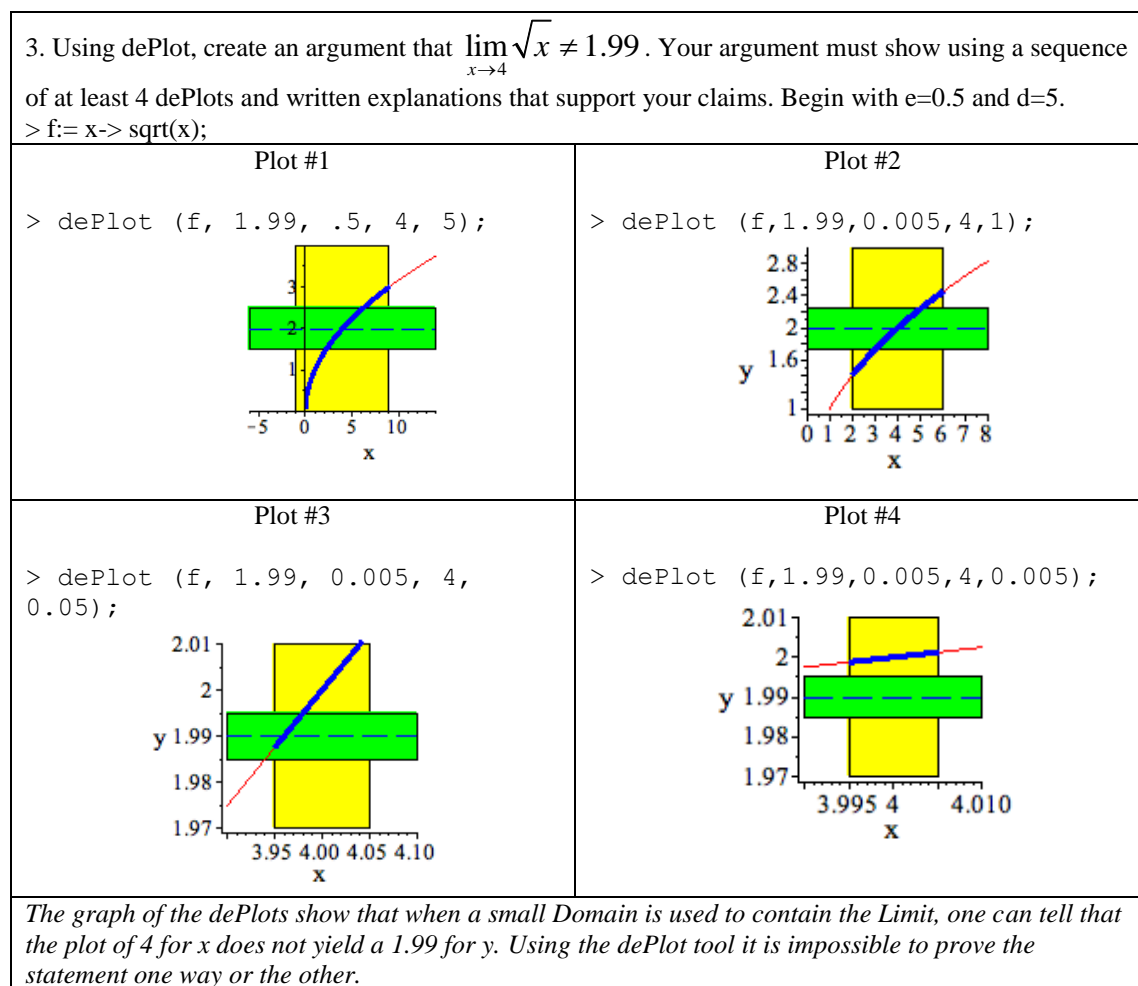 3. Using dePlot, create an argument that lim x→4 √x ≠ 1.99. Your argument must show using a sequence
of at least 4 dePlots and written explanations that support your claims. Begin with e=0.5 and d=5.
> f:= x-> sqrt(x);
Plot #1
> dePlot (f, 1.99, .5, 4, 5);
3
2
1
-5 0 5 10
x
Plot #2
> dePlot (f,1.99,0.005,4,1);
2.8
2.4
2
1.6
y
1
0 1 2 3 4 5 6 7 8
x
Plot #3
> dePlot (f, 1.99, 0.005, 4,
0.05);
2.01
2
y 1.99
1.98
1.97
3.95 4.00 4.05 4.10
x
Plot #4
> dePlot (f,1.99,0.005,4,0.005);
2.01
2
y 1.99
1.98
1.97
3.995 4 4.010
x
The graph of the dePlots show that when a small Domain is used to contain the Limit, one can tell that
the plot of 4 for x does not yield a 1.99 for y. Using the dePlot tool it is impossible to prove the
statement one way or the other.